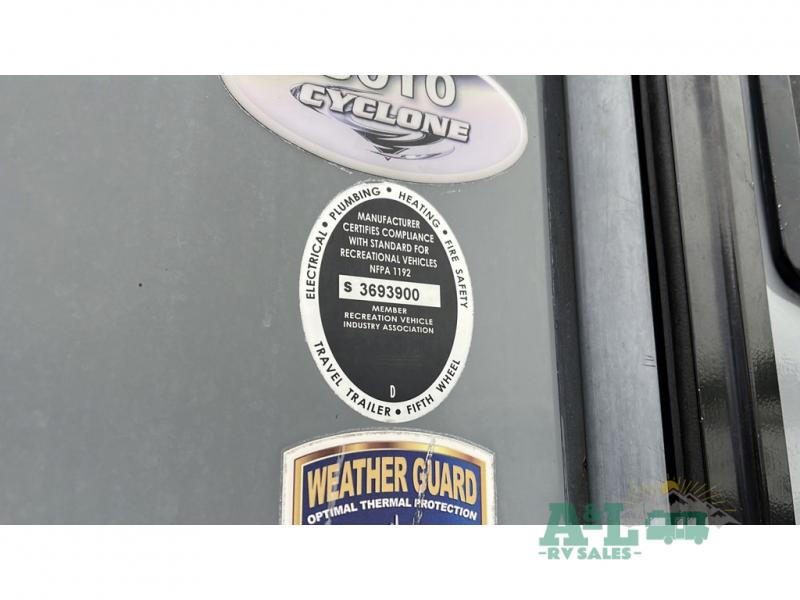 CYCLONE
ELECTRICAL • PLUMBING • HEATING • FIRE SAFETY
MANUFACTURER
CERTIFIES COMPLIANCE
WITH STANDARD FOR
RECREATIONAL VEHICLES
NFPA 1192
S 3693900
MEMBER
RECREATION VEHICLE
INDUSTRY ASSOCIATION
D
TRAVEL TRAILER • FIFTH WHEEL
WEATHER GUARD
OPTIMAL THERMAL PROTECTION
A&L
-RV SALES-